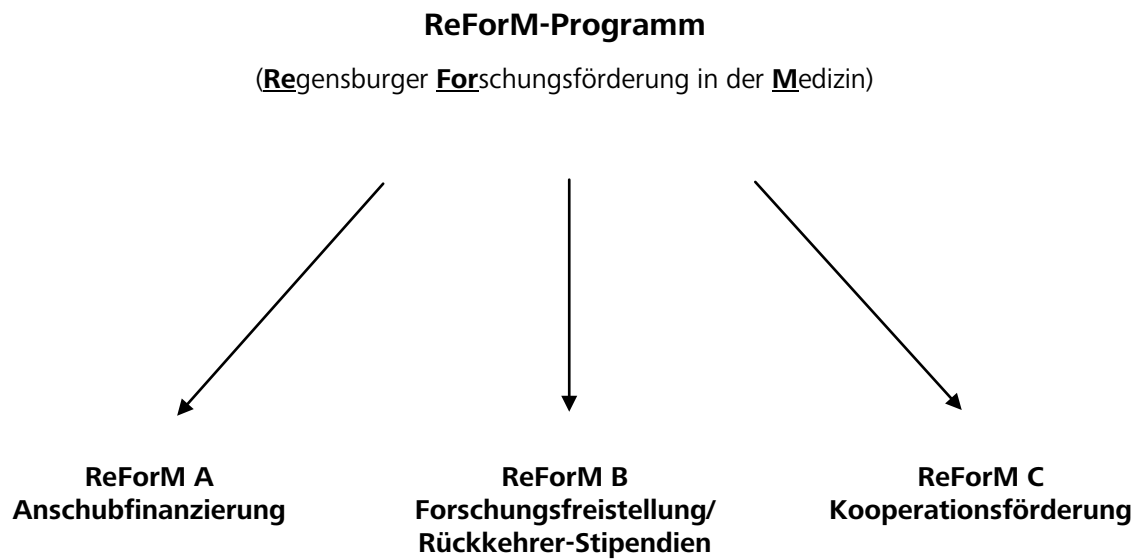 ReForM-Programm
(Regensburger Forschungsförderung in der Medizin)
ReForM A
Anschubfinanzierung
ReForM B
Forschungsfreistellung/
Rückkehrer-Stipendien
ReForM C
Kooperationsförderung